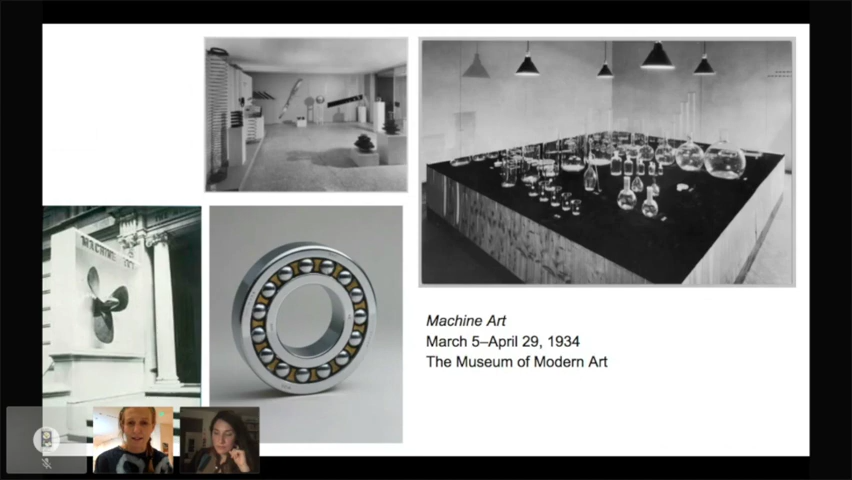 MACHINE ART
Machine Art
March 5–April 29, 1934
The Museum of Modern Art